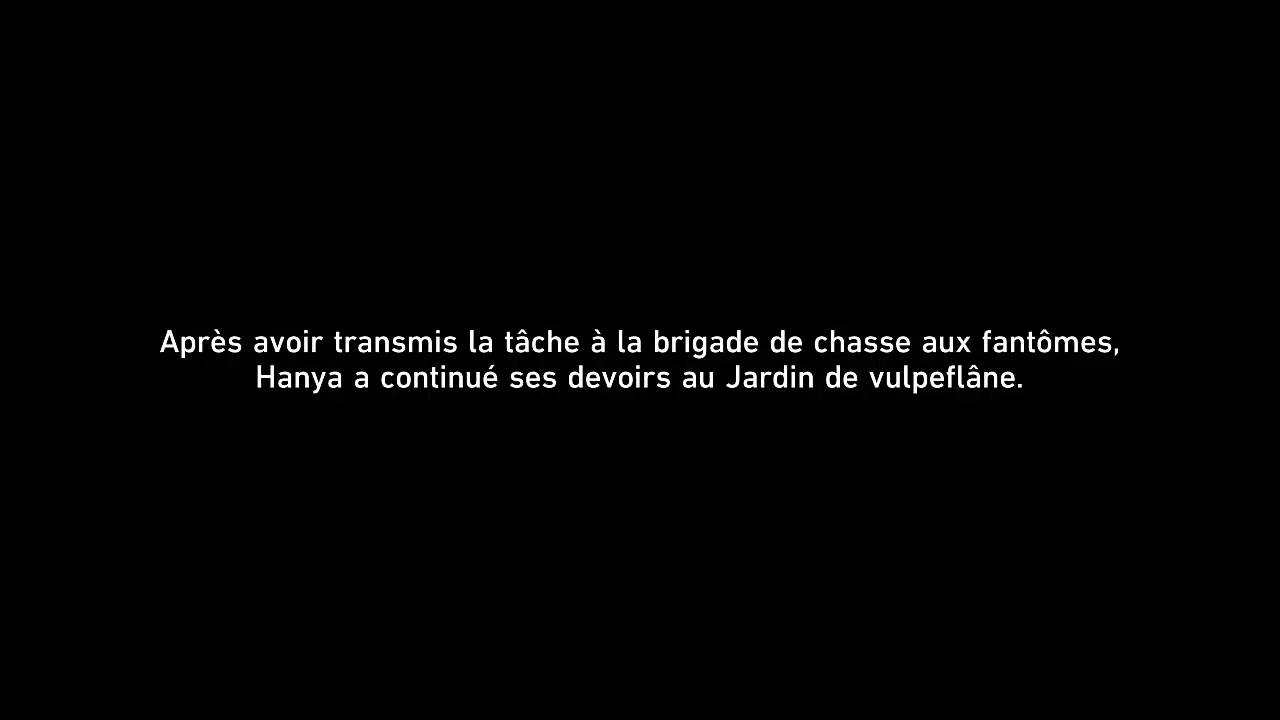 Après avoir transmis la tâche à la brigade de chasse aux fantômes,
Hanya a continué ses devoirs au Jardin de vulpeflâne.